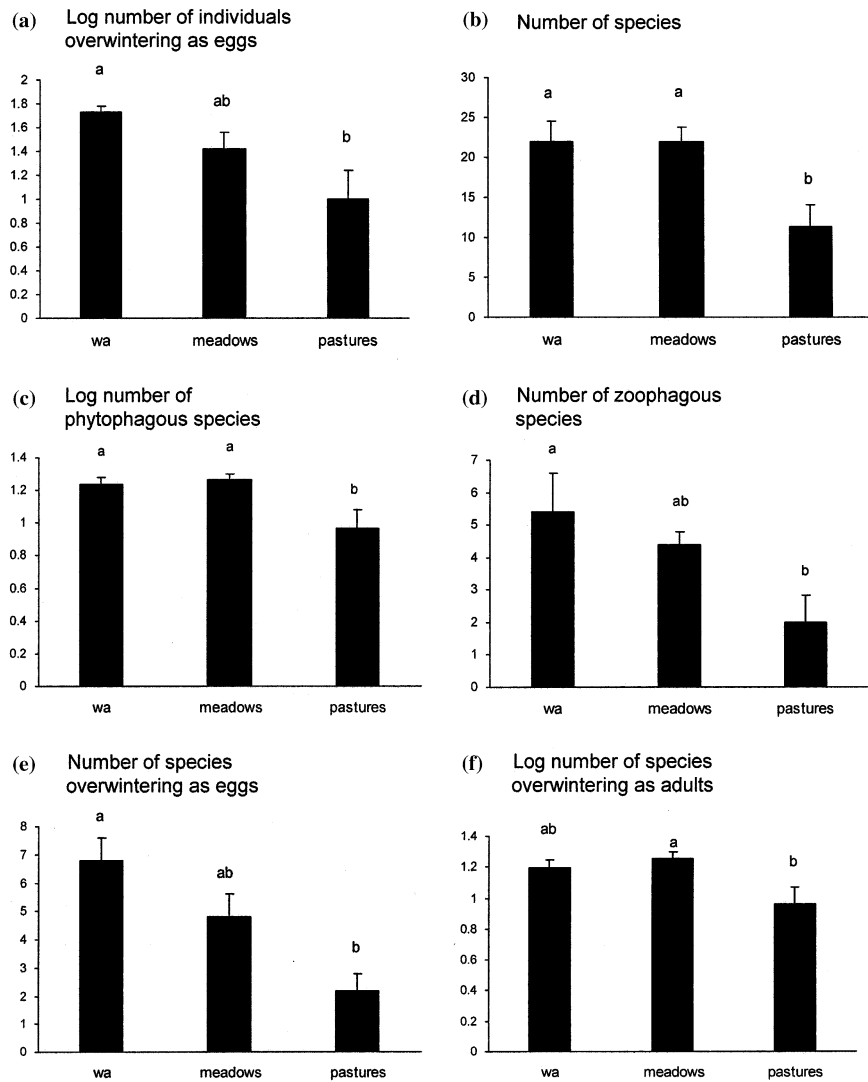 (a) Log number of individuals
overwintering as eggs
a
ab
b
2
1.8
1.6
1.4
1.2
1
0.8
0.6
0.4
0.2
0
wa meadows pastures
(b) Number of species
a a
b
30
25
20
15
10
5
0
wa meadows pastures
(c) Log number of
phytophagous species
a a
b
1.4
1.2
1
0.8
0.6
0.4
0.2
0
wa meadows pastures
(d) Number of zoophagous
species
a
ab
b
7
6
5
4
3
2
1
0
wa meadows pastures
(e) Number of species
overwintering as eggs
a
ab
b
8
7
6
5
4
3
2
1
0
wa meadows pastures
(f) Log number of species
overwintering as adults
ab
a
b
1.4
1.2
1
0.8
0.6
0.4
0.2
0
wa meadows pastures